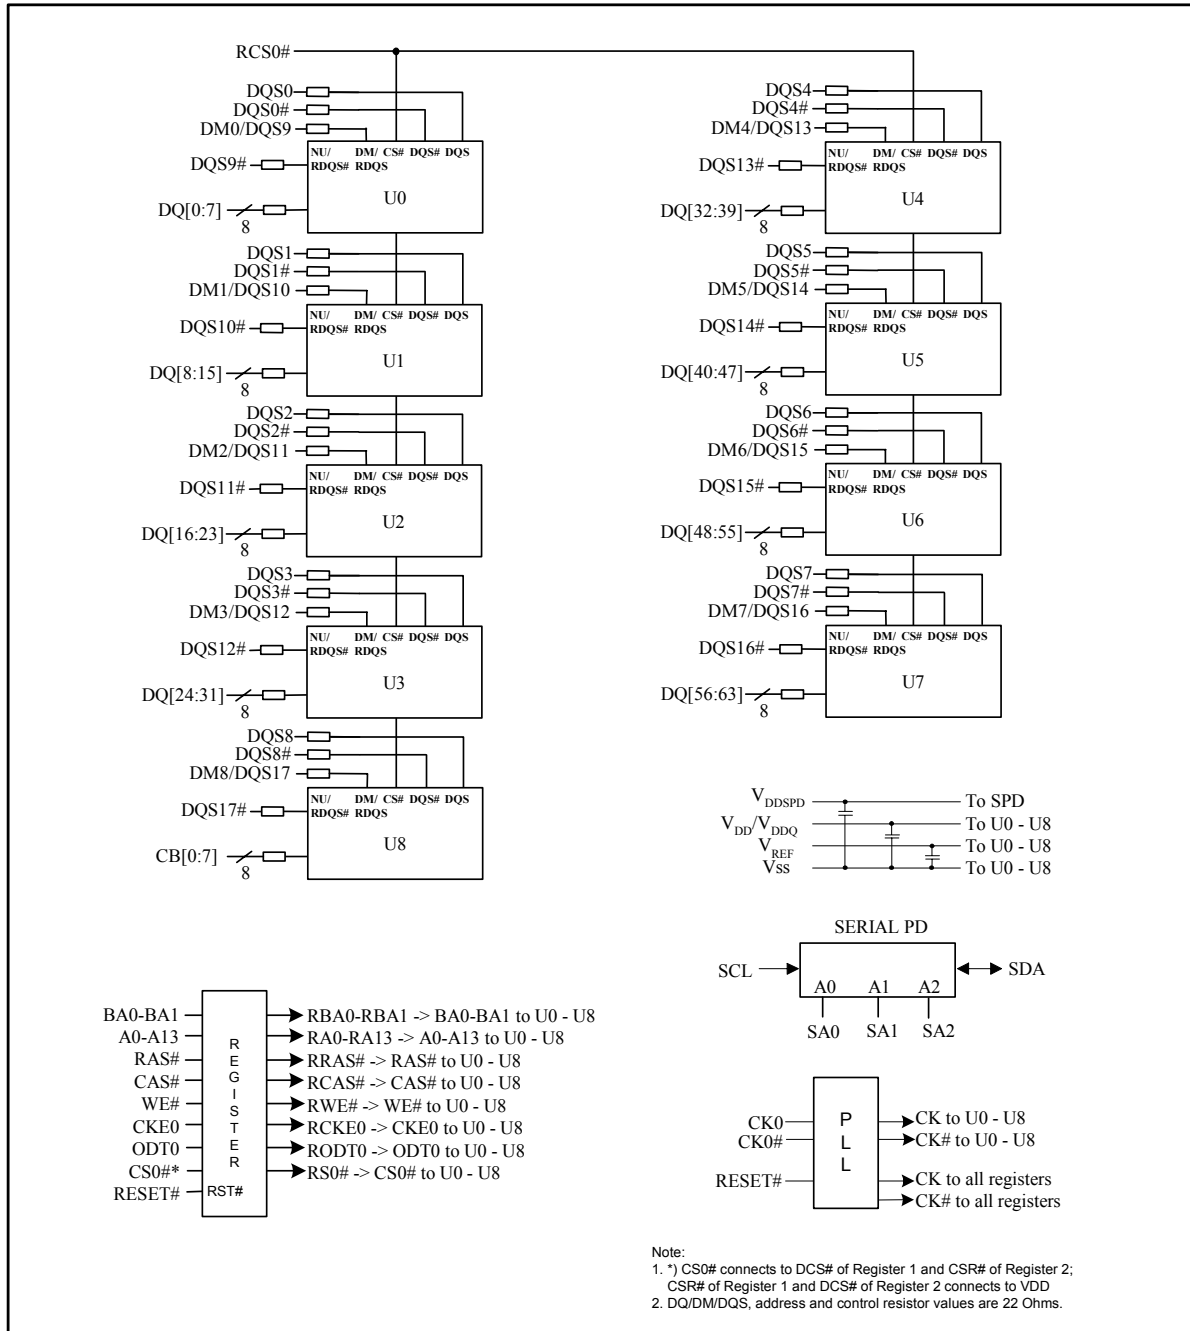 RCS0#
DQS0
DQS0#
DM0/DQS9
NU/ DM/ CS# DQS# DQS
RDQS# RDQS
DQS9#
U0
DQ[0:7]
8
DQS1
DQS1#
DM1/DQS10
NU/ DM/ CS# DQS# DQS
RDQS# RDQS
DQS10#
U1
DQ[8:15]
8
DQS2
DQS2#
DM2/DQS11
NU/ DM/ CS# DQS# DQS
RDQS# RDQS
DQS11#
U2
DQ[16:23]
8
DQS3
DQS3#
DM3/DQS12
NU/ DM/ CS# DQS# DQS
RDQS# RDQS
DQS12#
U3
DQ[24:31]
8
DQS8
DQS8#
DM8/DQS17
NU/ DM/ CS# DQS# DQS
RDQS# RDQS
DQS17#
U8
CB[0:7]
8
DQS4
DQS4#
DM4/DQS13
NU/ DM/ CS# DQS# DQS
RDQS# RDQS
DQS13#
U4
DQ[32:39]
8
DQS5
DQS5#
DM5/DQS14
NU/ DM/ CS# DQS# DQS
RDQS# RDQS
DQS14#
U5
DQ[40:47]
8
DQS6
DQS6#
DM6/DQS15
NU/ DM/ CS# DQS# DQS
RDQS# RDQS
DQS15#
U6
DQ[48:55]
8
DQS7
DQS7#
DM7/DQS16
NU/ DM/ CS# DQS# DQS
RDQS# RDQS
DQS16#
U7
DQ[56:63]
8
VDDSPD To SPD
VDD/VDDQ To U0 - U8
VREF To U0 - U8
VSS To U0 - U8
SERIAL PD
SCL SDA
A0 A1 A2
SA0 SA1 SA2
BA0-BA1 RBA0-RBA1 -> BA0-BA1 to U0 - U8
A0-A13 RA0-RA13 -> A0-A13 to U0 - U8
RAS# RRAS# -> RAS# to U0 - U8
CAS# RCAS# -> CAS# to U0 - U8
WE# RWE# -> WE# to U0 - U8
CKE0 RCKE0 -> CKE0 to U0 - U8
ODT0 RODT0 -> ODT0 to U0 - U8
CS0#* RS0# -> CS0# to U0 - U8
RESET# RST#
REGISTER
CK0 CK to U0 - U8
CK0# CK# to U0 - U8
PLL
RESET# CK to all registers
CK# to all registers
Note:
1. *) CS0# connects to DCS# of Register 1 and CSR# of Register 2;
CSR# of Register 1 and DCS# of Register 2 connects to VDD
2. DQ/DM/DQS, address and control resistor values are 22 Ohms.